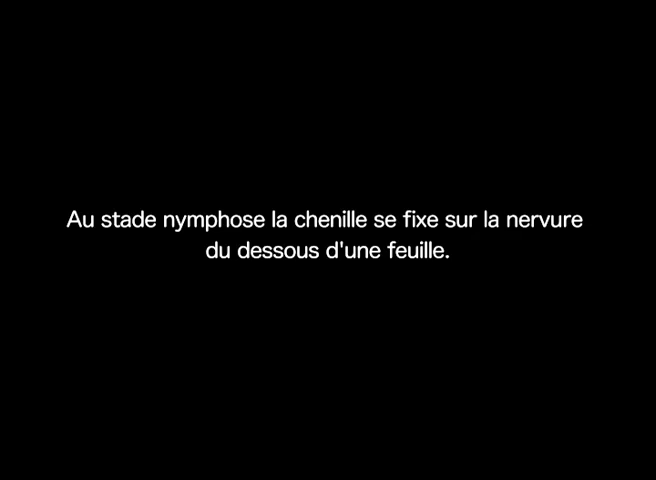 Au stade nymphose la chenille se fixe sur la nervure
du dessous d'une feuille.